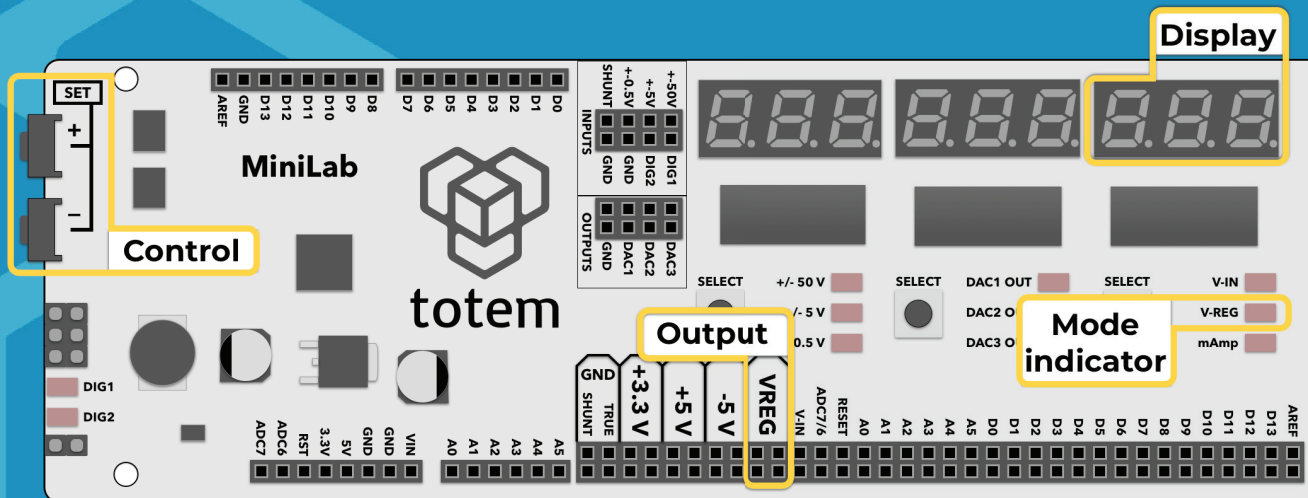 Display
SET
+
−
Control
AREF
GND
D13
D12
D11
D10
D9
D8
D7
D6
D5
D4
D3
D2
D1
D0
MiniLab
totem
SHUNT
+-0.5V
+-5V
+-50V
INPUTS
GND
GND
DIG2
DIG1
OUTPUTS
GND
DAC1
DAC2
DAC3
SELECT
+/- 50 V
/- 5 V
0.5 V
SELECT
DAC1 OUT
DAC2 O
DAC3 O
SELECT
V-IN
V-REG
mAmp
Mode
indicator
Output
DIG1
DIG2
ADC7
ADC6
RST
3.3V
5V
GND
GND
VIN
A0
A1
A2
A3
A4
A5
GND
SHUNT
TRUE
+3.3 V
+5 V
-5 V
VREG
V-IN
ADC7/6
RESET
A0
A1
A2
A3
A4
A5
D0
D1
D2
D3
D4
D5
D6
D7
D8
D9
D10
D11
D12
D13
AREF